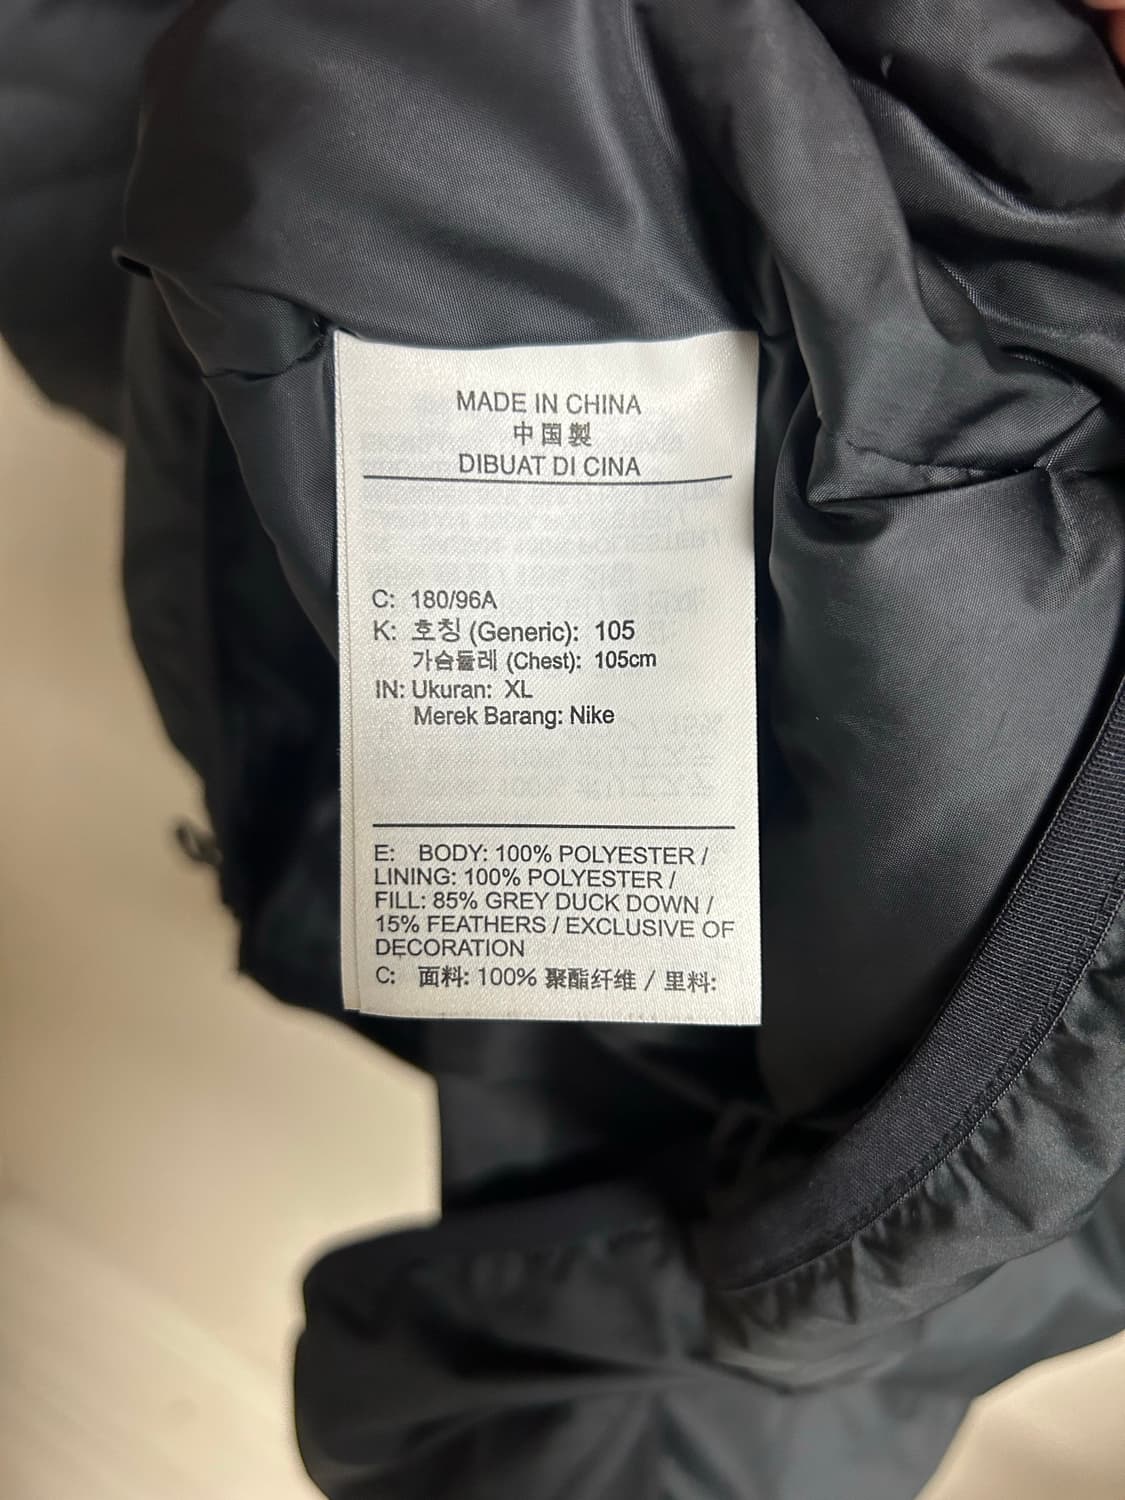 MADE IN CHINA
中国製
DIBUAT DI CINA
C: 180/96A
K: 호칭 (Generic): 105
가슴둘레 (Chest): 105cm
IN: Ukuran: XL
Merek Barang: Nike
E: BODY: 100% POLYESTER /
LINING: 100% POLYESTER /
FILL: 85% GREY DUCK DOWN /
15% FEATHERS / EXCLUSIVE OF
DECORATION
C: 面料: 100% 聚酯纤维 / 里料: